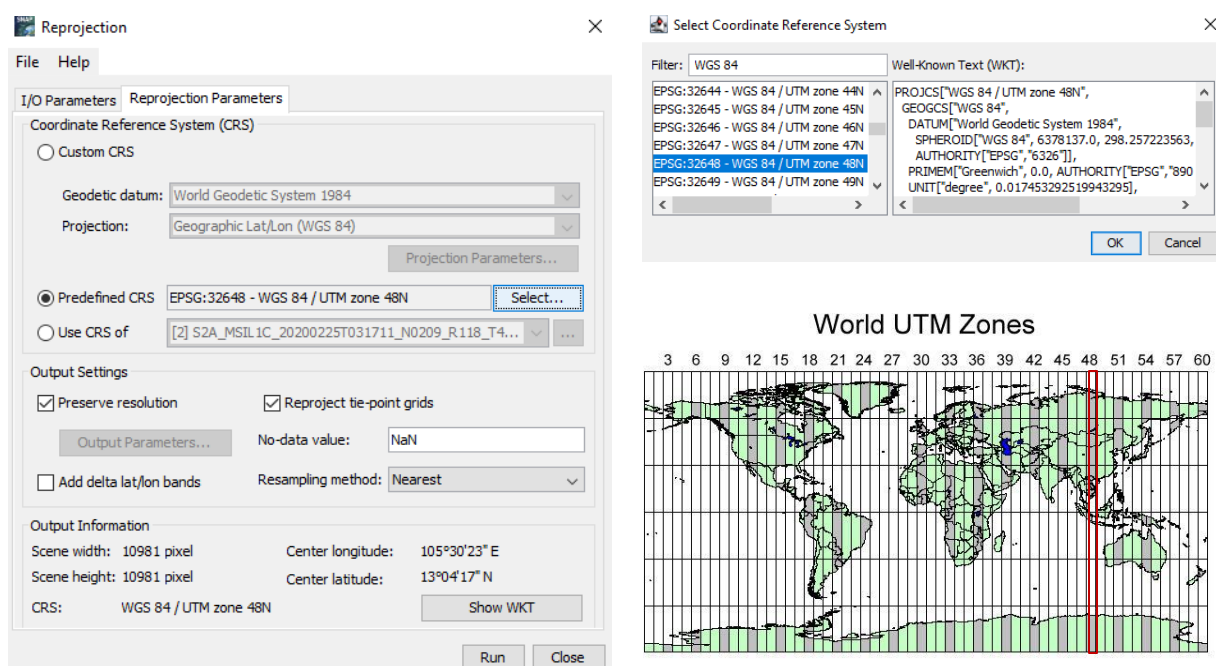 SNAP
Reprojection
File Help
I/O Parameters Reprojection Parameters
Coordinate Reference System (CRS)
Custom CRS
Geodetic datum: World Geodetic System 1984
Projection: Geographic Lat/Lon (WGS 84)
Projection Parameters...
Predefined CRS EPSG:32648 - WGS 84 / UTM zone 48N Select...
Use CRS of [2] S2A_MSIL1C_20200225T031711_N0209_R118_T4... ...
Output Settings
Preserve resolution Reproject tie-point grids
Output Parameters... No-data value: NaN
Add delta lat/lon bands Resampling method: Nearest
Output Information
Scene width: 10981 pixel Center longitude: 105°30'23" E
Scene height: 10981 pixel Center latitude: 13°04'17" N
CRS: WGS 84 / UTM zone 48N Show WKT
Run Close
Select Coordinate Reference System
Filter: WGS 84 Well-Known Text (WKT):
EPSG:32644 - WGS 84 / UTM zone 44N
EPSG:32645 - WGS 84 / UTM zone 45N
EPSG:32646 - WGS 84 / UTM zone 46N
EPSG:32647 - WGS 84 / UTM zone 47N
EPSG:32648 - WGS 84 / UTM zone 48N
EPSG:32649 - WGS 84 / UTM zone 49N
PROJCS["WGS 84 / UTM zone 48N",
GEOGCS["WGS 84",
DATUM["World Geodetic System 1984",
SPHEROID["WGS 84", 6378137.0, 298.257223563,
AUTHORITY["EPSG","6326"]],
PRIMEM["Greenwich", 0.0, AUTHORITY["EPSG","890
UNIT["degree", 0.017453292519943295],
OK Cancel
World UTM Zones
3 6 9 12 15 18 21 24 27 30 33 36 39 42 45 48 51 54 57 60